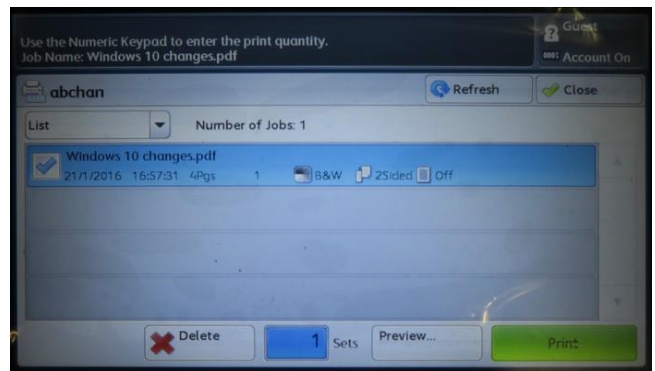 Use the Numeric Keypad to enter the print quantity.
Job Name: Windows 10 changes.pdf
Guest
Account On
abchan
Refresh
Close
List
Number of Jobs: 1
Windows 10 changes.pdf
21/1/2016 16:57:31 4Pgs 1 B&W 2Sided Off
Delete
1 Sets
Preview...
Print